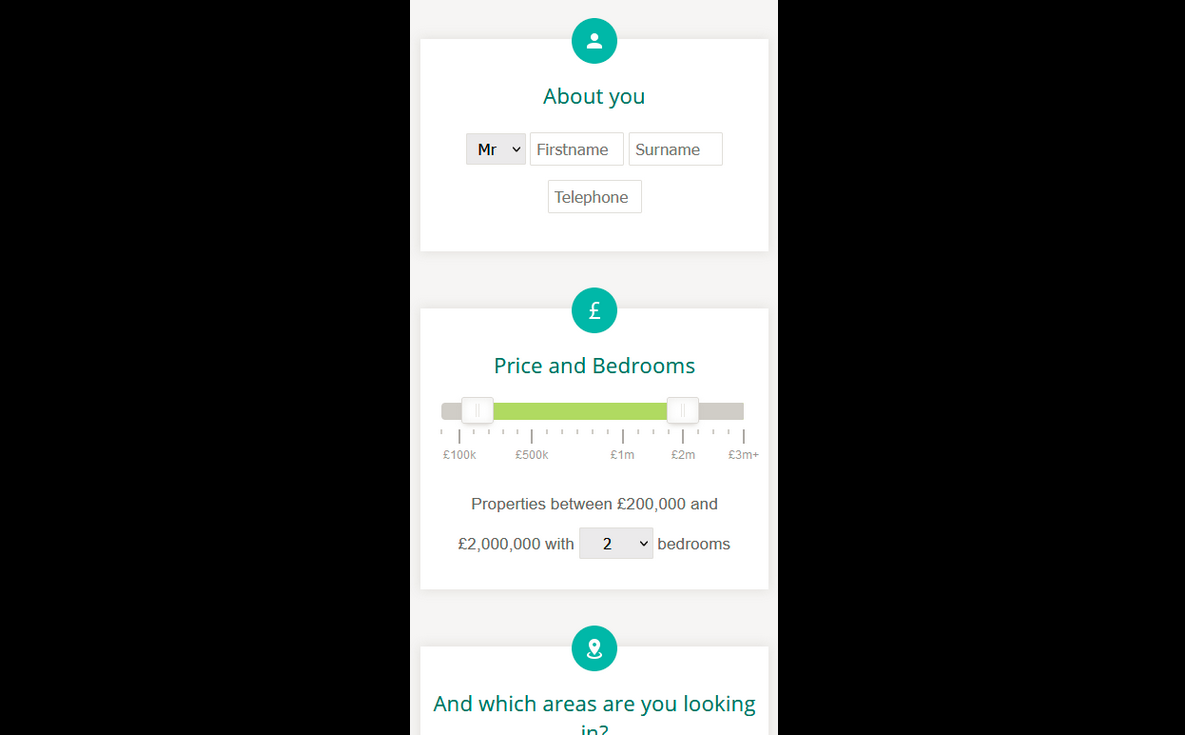 About you
Mr Firstname Surname
Telephone
£
Price and Bedrooms
£100k £500k £1m £2m £3m+
Properties between £200,000 and
£2,000,000 with 2 bedrooms
And which areas are you looking
in?